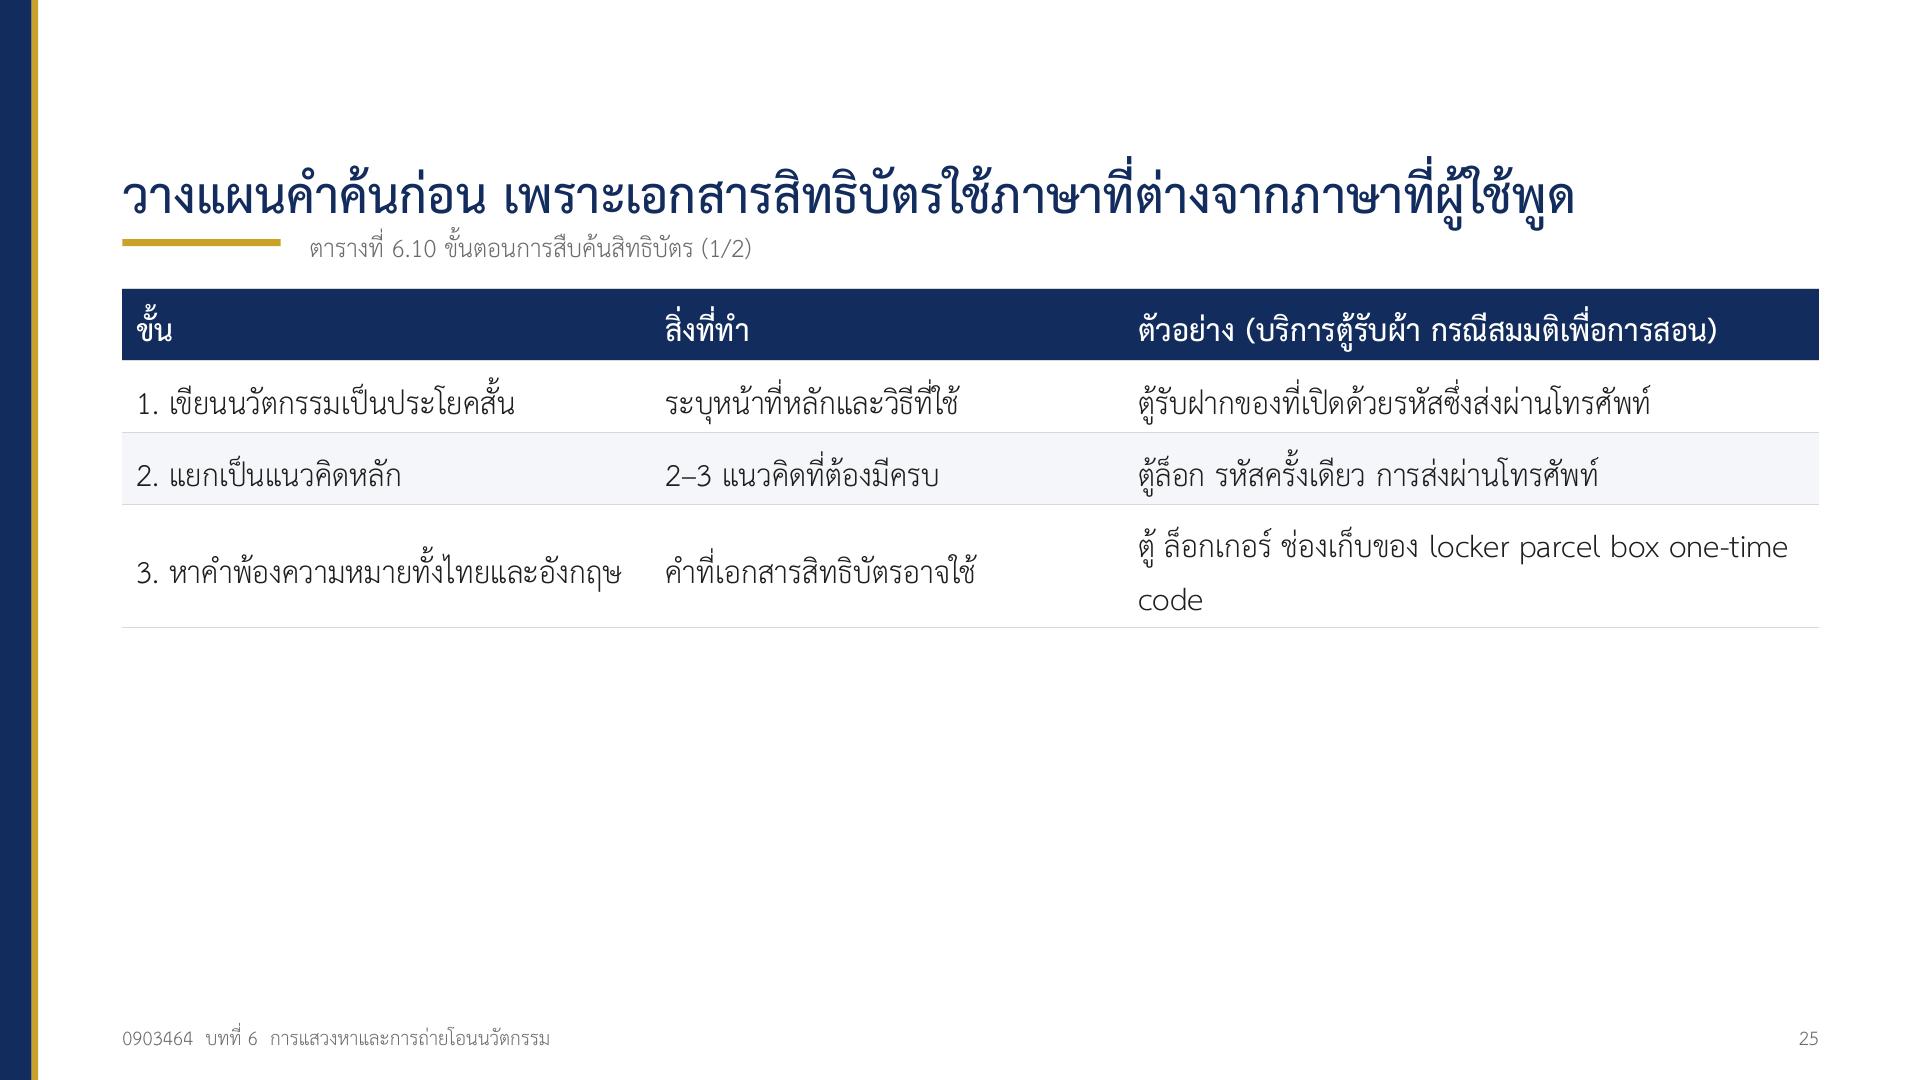 วางแผนคำค้นก่อน เพราะเอกสารสิทธิบัตรใช้ภาษาที่ต่างจากภาษาที่ผู้ใช้พูด
ตารางที่ 6.10 ขั้นตอนการสืบค้นสิทธิบัตร (1/2)
ขั้น สิ่งที่ทำ ตัวอย่าง (บริการตู้รับผ้า กรณีสมมติเพื่อการสอน)
1. เขียนนวัตกรรมเป็นประโยคสั้น ระบุหน้าที่หลักและวิธีที่ใช้ ตู้รับฝากของที่เปิดด้วยรหัสซึ่งส่งผ่านโทรศัพท์
2. แยกเป็นแนวคิดหลัก 2–3 แนวคิดที่ต้องมีครบ ตู้ล็อก รหัสครั้งเดียว การส่งผ่านโทรศัพท์
3. หาคำพ้องความหมายทั้งไทยและอังกฤษ คำที่เอกสารสิทธิบัตรอาจใช้ ตู้ ล็อกเกอร์ ช่องเก็บของ locker parcel box one-time
code
0903464 บทที่ 6 การแสวงหาและการถ่ายโอนนวัตกรรม 25